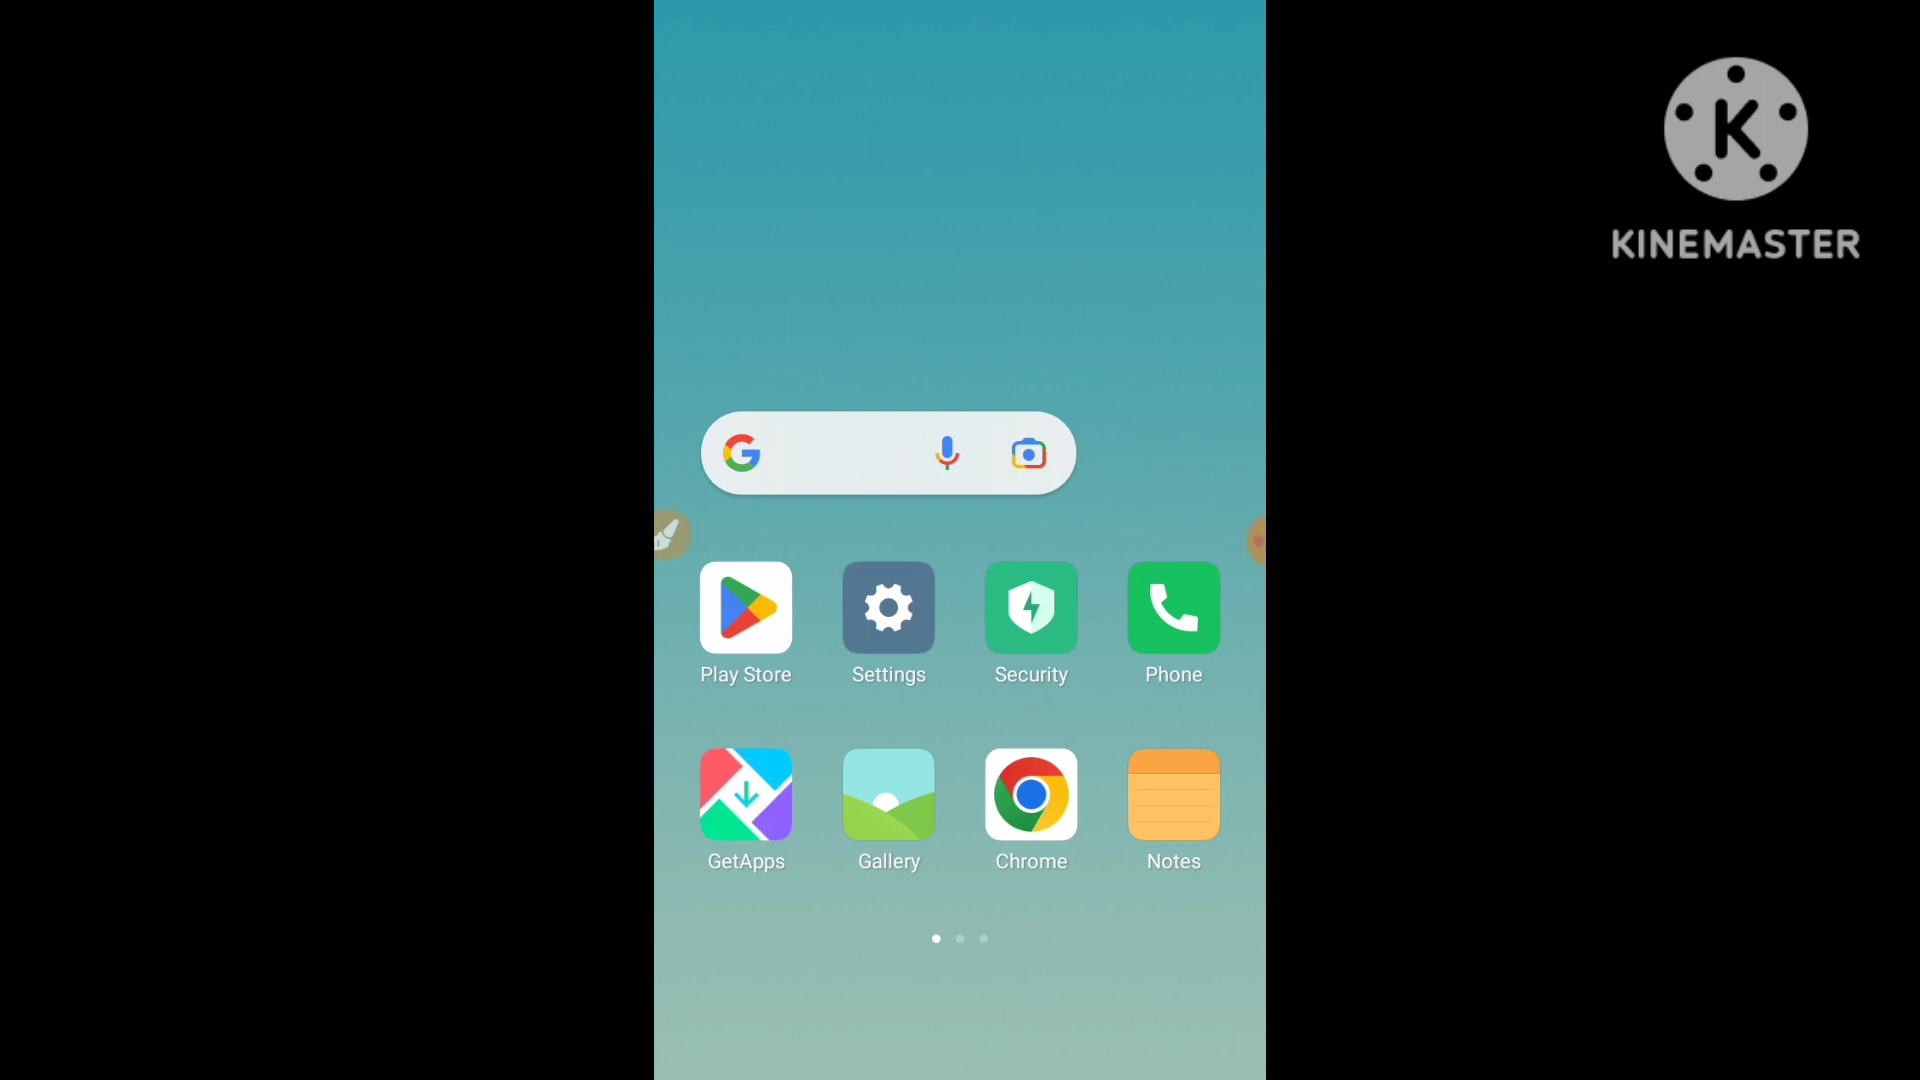 KINEMASTER
Play Store
Settings
Security
Phone
GetApps
Gallery
Chrome
Notes